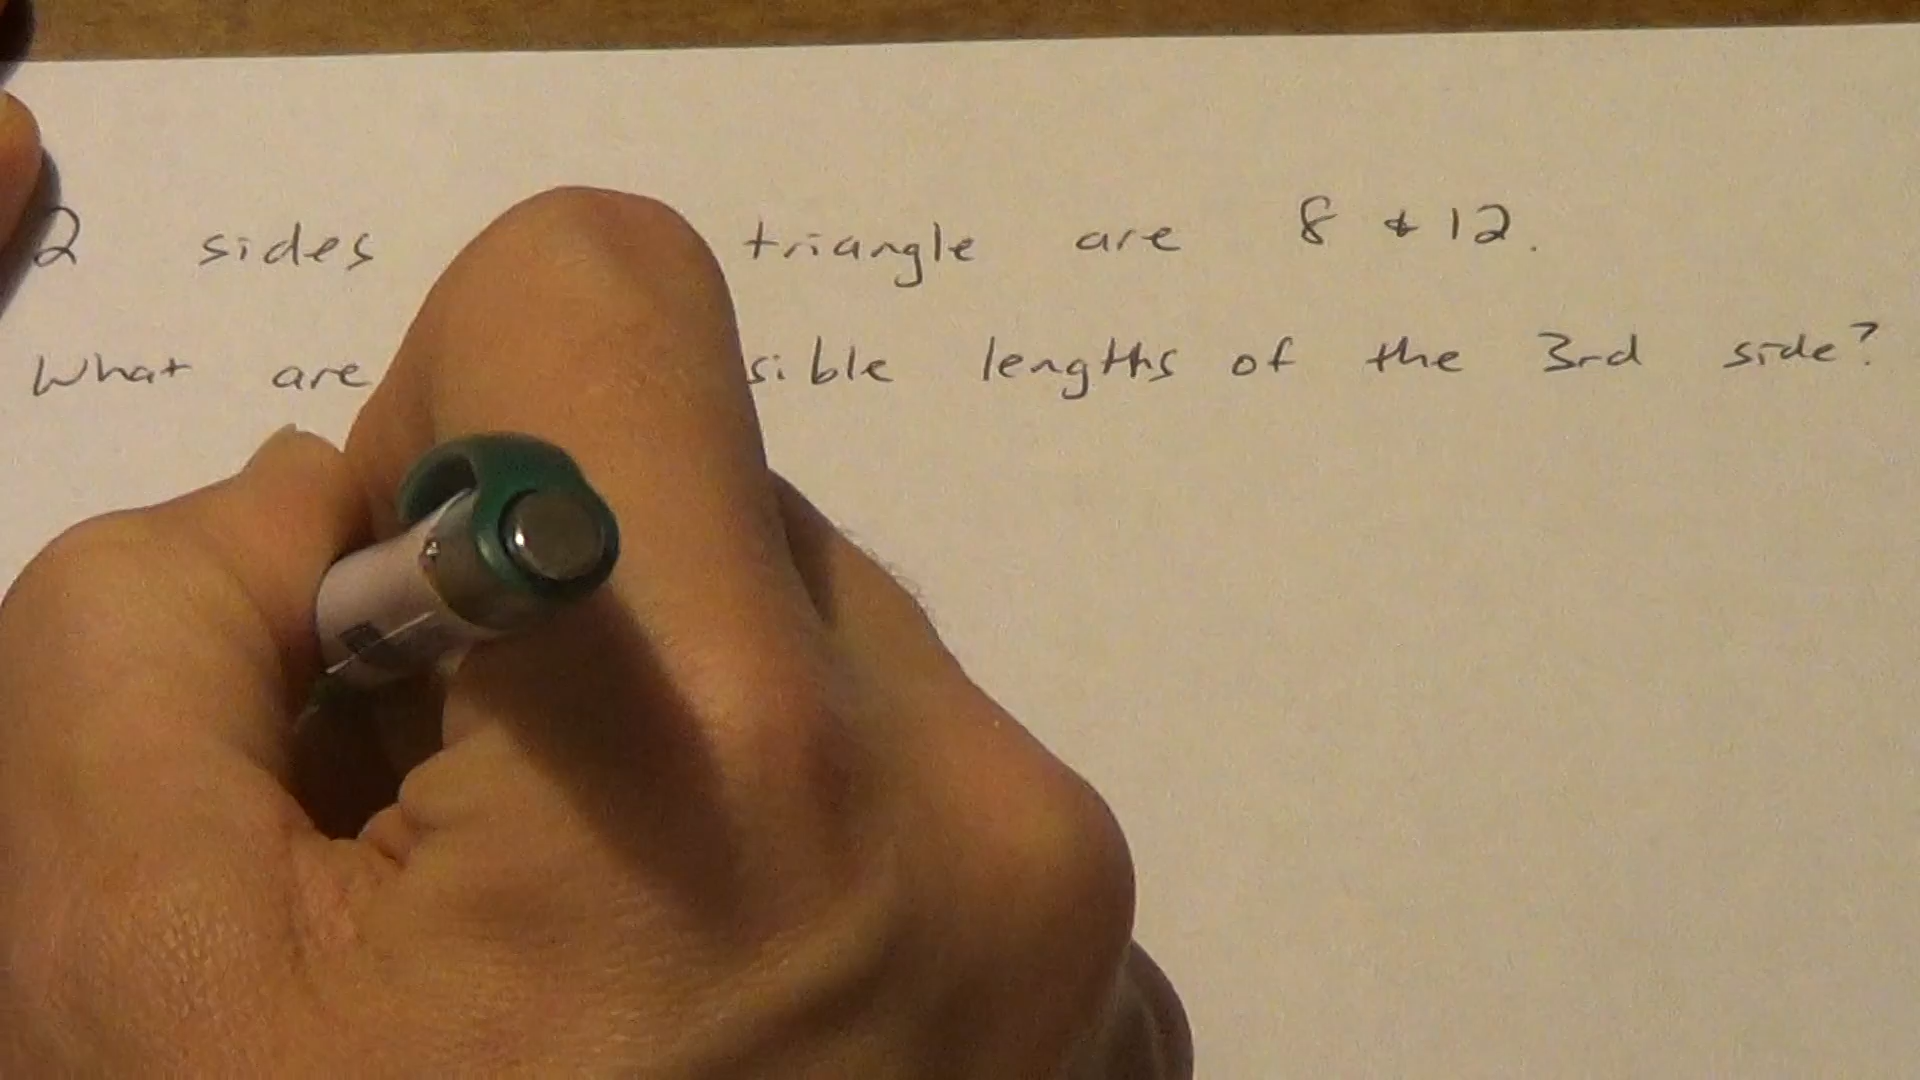 2 sides triangle are 8 & 12.
What are sible lengths of the 3rd side?